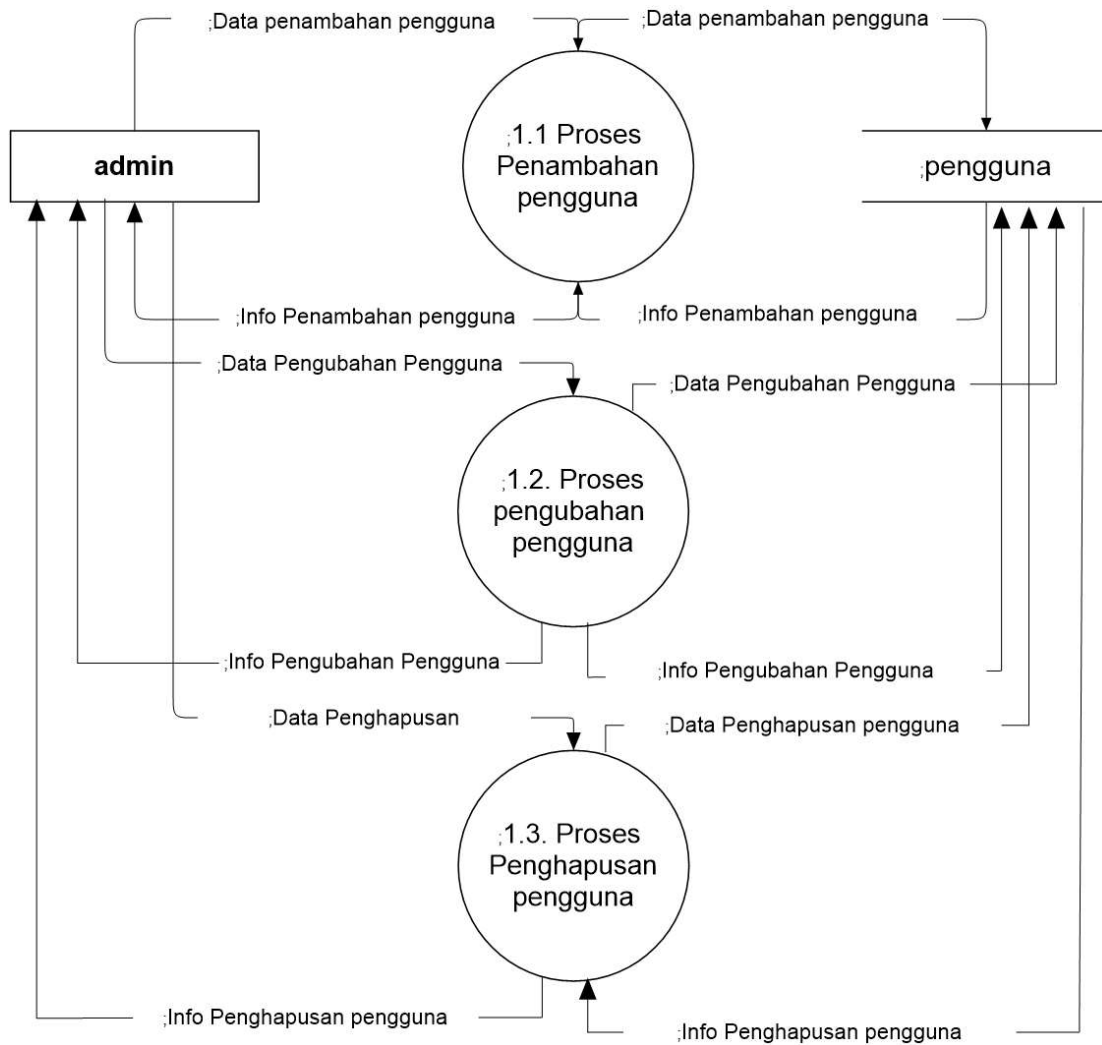 ;Data penambahan pengguna
;Data penambahan pengguna
;1.1 Proses
Penambahan
pengguna
admin
;pengguna
;Info Penambahan pengguna
;Info Penambahan pengguna
;Data Pengubahan Pengguna
;Data Pengubahan Pengguna
;1.2. Proses
pengubahan
pengguna
;Info Pengubahan Pengguna
;Info Pengubahan Pengguna
;Data Penghapusan
;Data Penghapusan pengguna
;1.3. Proses
Penghapusan
pengguna
;Info Penghapusan pengguna
;Info Penghapusan pengguna